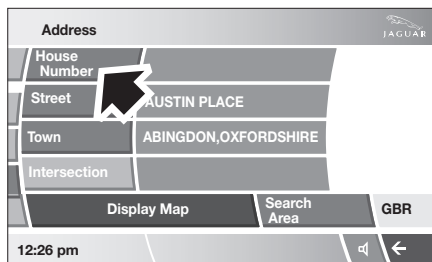 Address
JAGUAR
House
Number
Street
AUSTIN PLACE
Town
ABINGDON,OXFORDSHIRE
Intersection
Display Map
Search
Area
GBR
12:26 pm